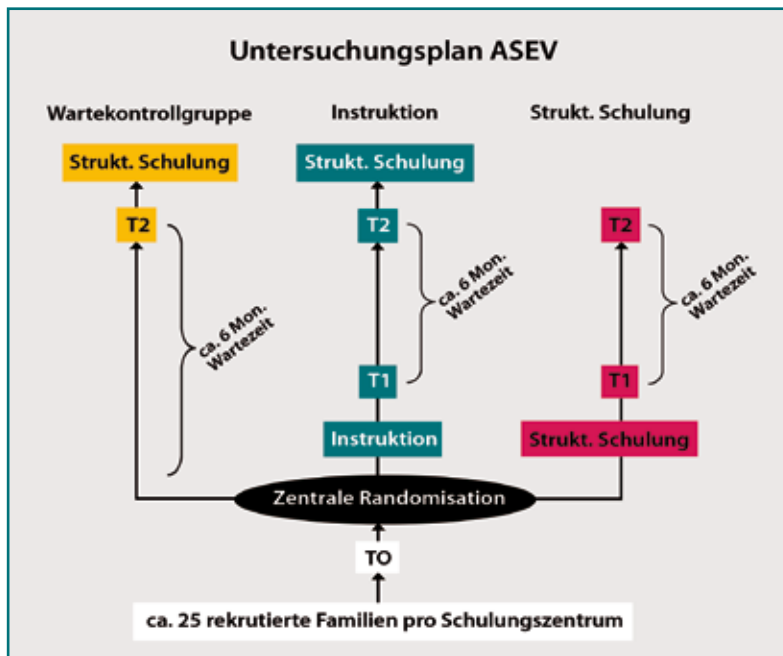 Untersuchungsplan ASEV
Wartekontrollgruppe
Instruktion
Strukt. Schulung
Strukt. Schulung
Strukt. Schulung
T2
T2
T2
ca. 6 Mon.
Wartezeit
ca. 6 Mon.
Wartezeit
ca. 6 Mon.
Wartezeit
T1
T1
Instruktion
Strukt. Schulung
Zentrale Randomisation
TO
ca. 25 rekrutierte Familien pro Schulungszentrum